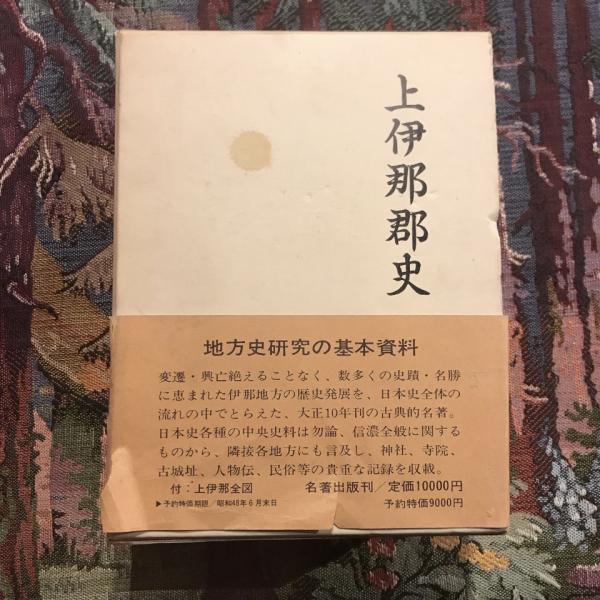 上伊那郡史
地方史研究の基本資料
変遷・興亡絶えることなく、数多くの史蹟・名勝
に恵まれた伊那地方の歴史発展を、日本史全体の
流れの中でとらえた、大正10年刊の古典的名著。
日本史各種の中央史料は勿論、信濃全般に関する
ものから、隣接各地方にも言及し、神社、寺院、
古城址、人物伝、民俗等の貴重な記録を収載。
付：上伊那全図 名著出版刊／定価10000円
▶予約特価期限／昭和48年6月末日 予約特価9000円